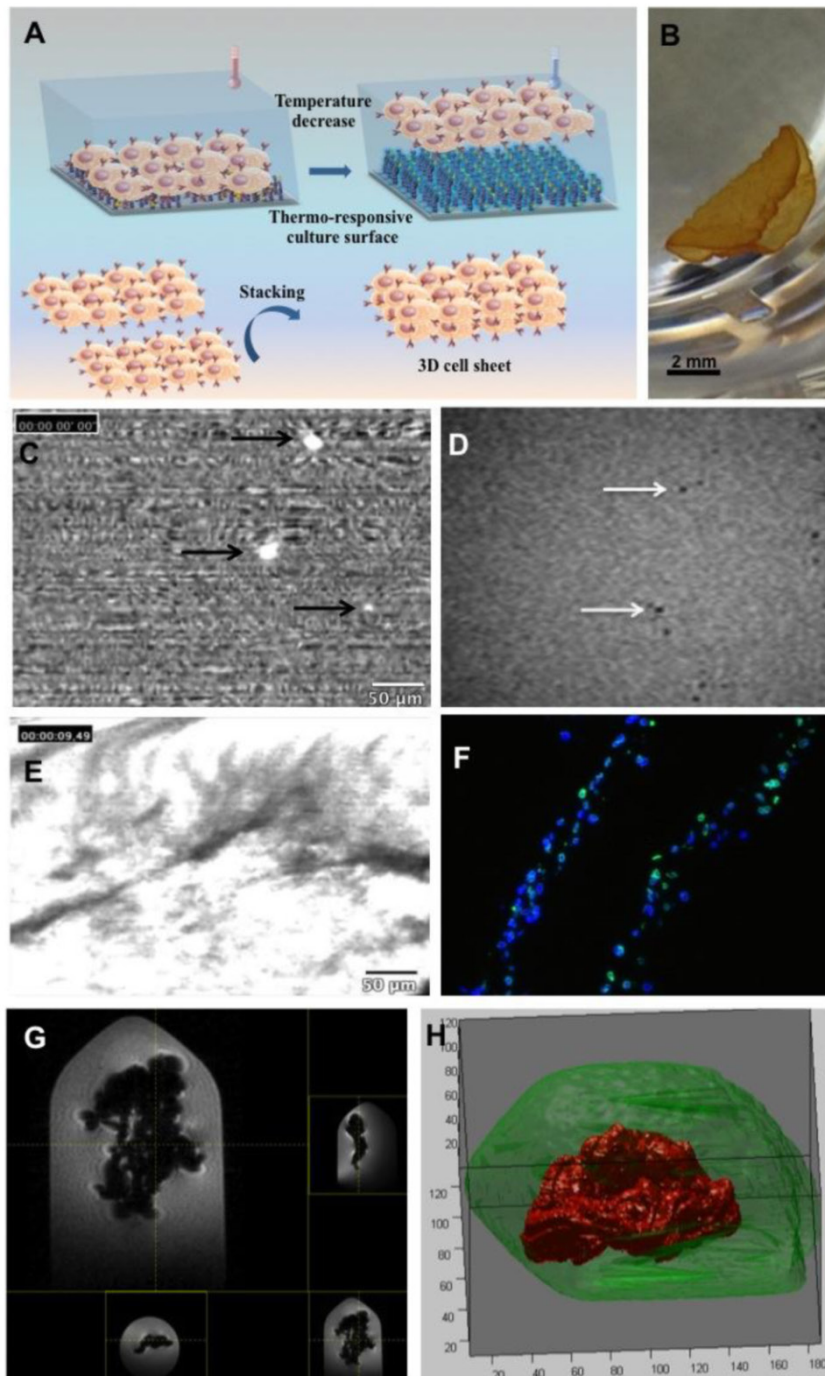 A
B
Temperature
decrease
Thermo-responsive
culture surface
Stacking
3D cell sheet
2 mm
00:00 00' 00"
C
D
50 µm
00:00:09,49
E
F
50 µm
G
H
120
100
80
60
40
20
120
100
80
60
40
20
20 40 60 80 100 120 140 160 180